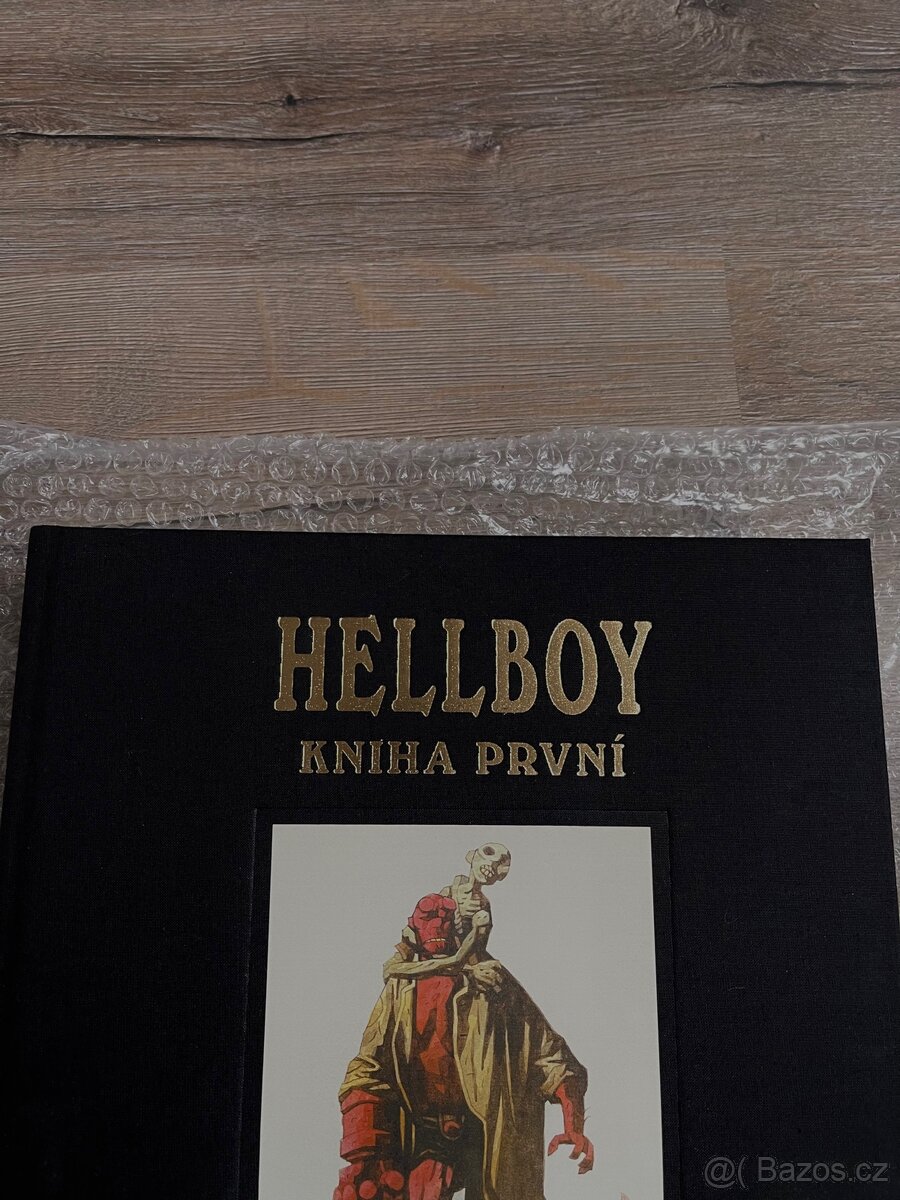 HELLBOY
KNIHA PRVNÍ
@( Bazos.cz